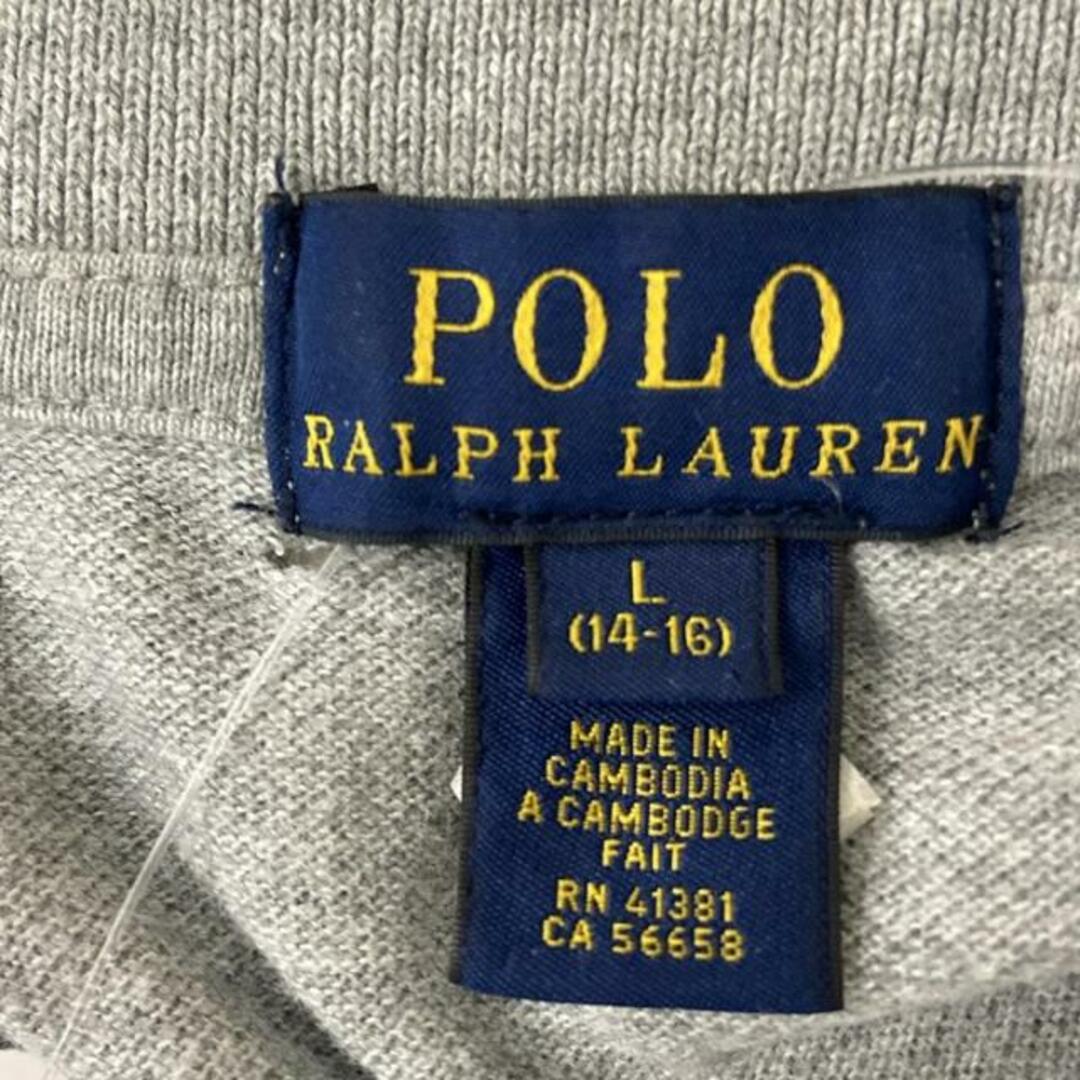 POLO
RALPH LAUREN
L
(14-16)
MADE IN
CAMBODIA
A CAMBODGE
FAIT
RN 41381
CA 56658